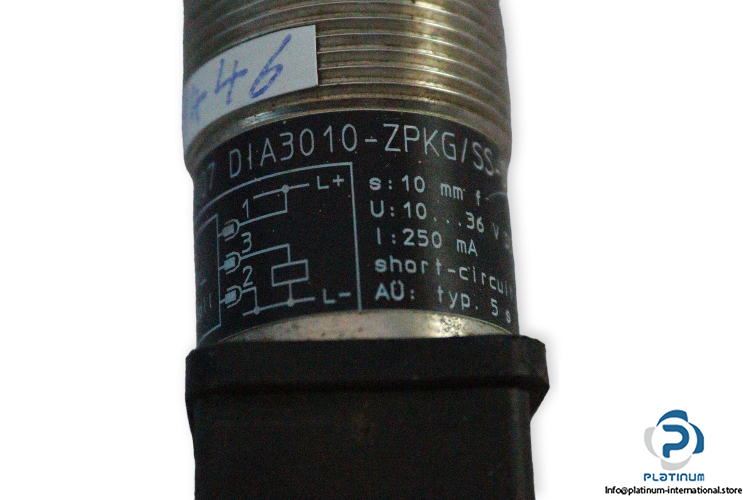 46
DIA3010-ZPKG/SS-
1 L+
3
2
L-
s: 10 mm f
U: 10...36 V
I: 250 mA
short-circuit
AÜ: typ. 5 s
PLATINUM
Info@platinum-international.store